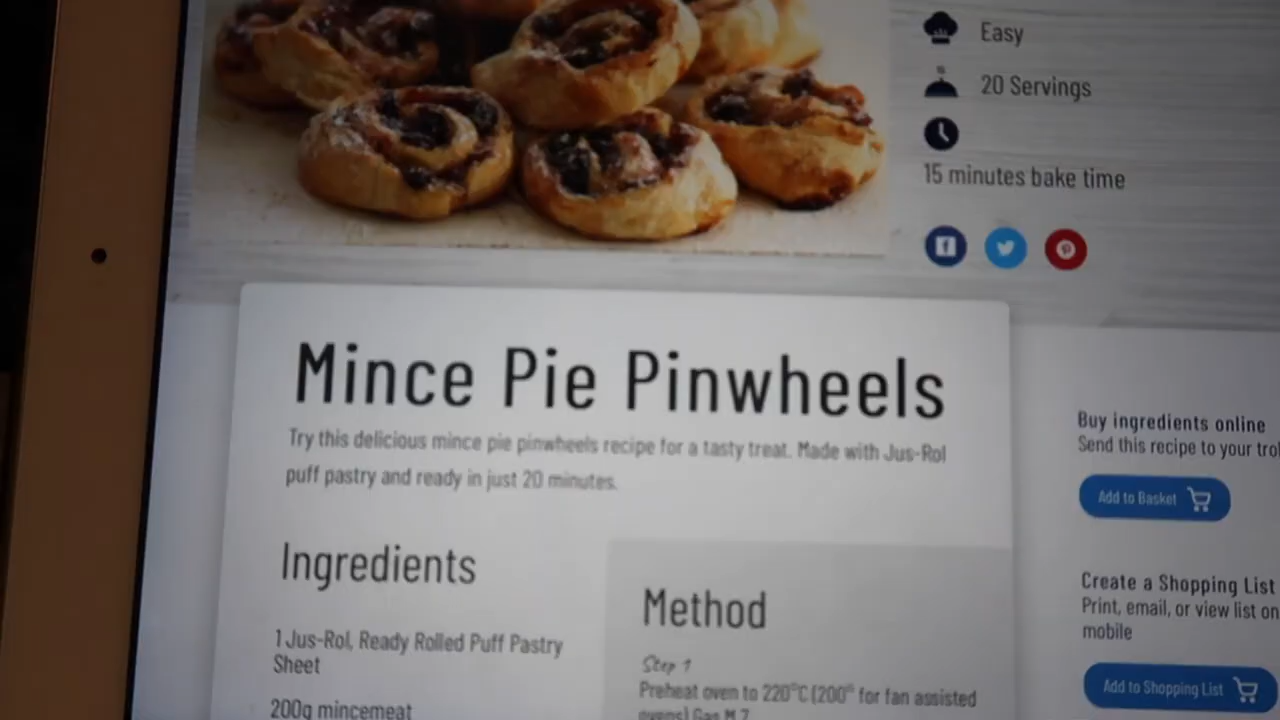 Easy
20 Servings
15 minutes bake time
Mince Pie Pinwheels
Try this delicious mince pie pinwheels recipe for a tasty treat. Made with Jus-Rol
puff pastry and ready in just 20 minutes.
Ingredients
1 Jus-Rol, Ready Rolled Puff Pastry
Sheet
200g mincemeat
Method
Step 1
Preheat oven to 220°C (200° for fan assisted
ovens) Gas M 7
Buy ingredients online
Send this recipe to your
Add to Basket
Create a Shopping List
Print, email, or view list on
mobile
Add to Shopping List